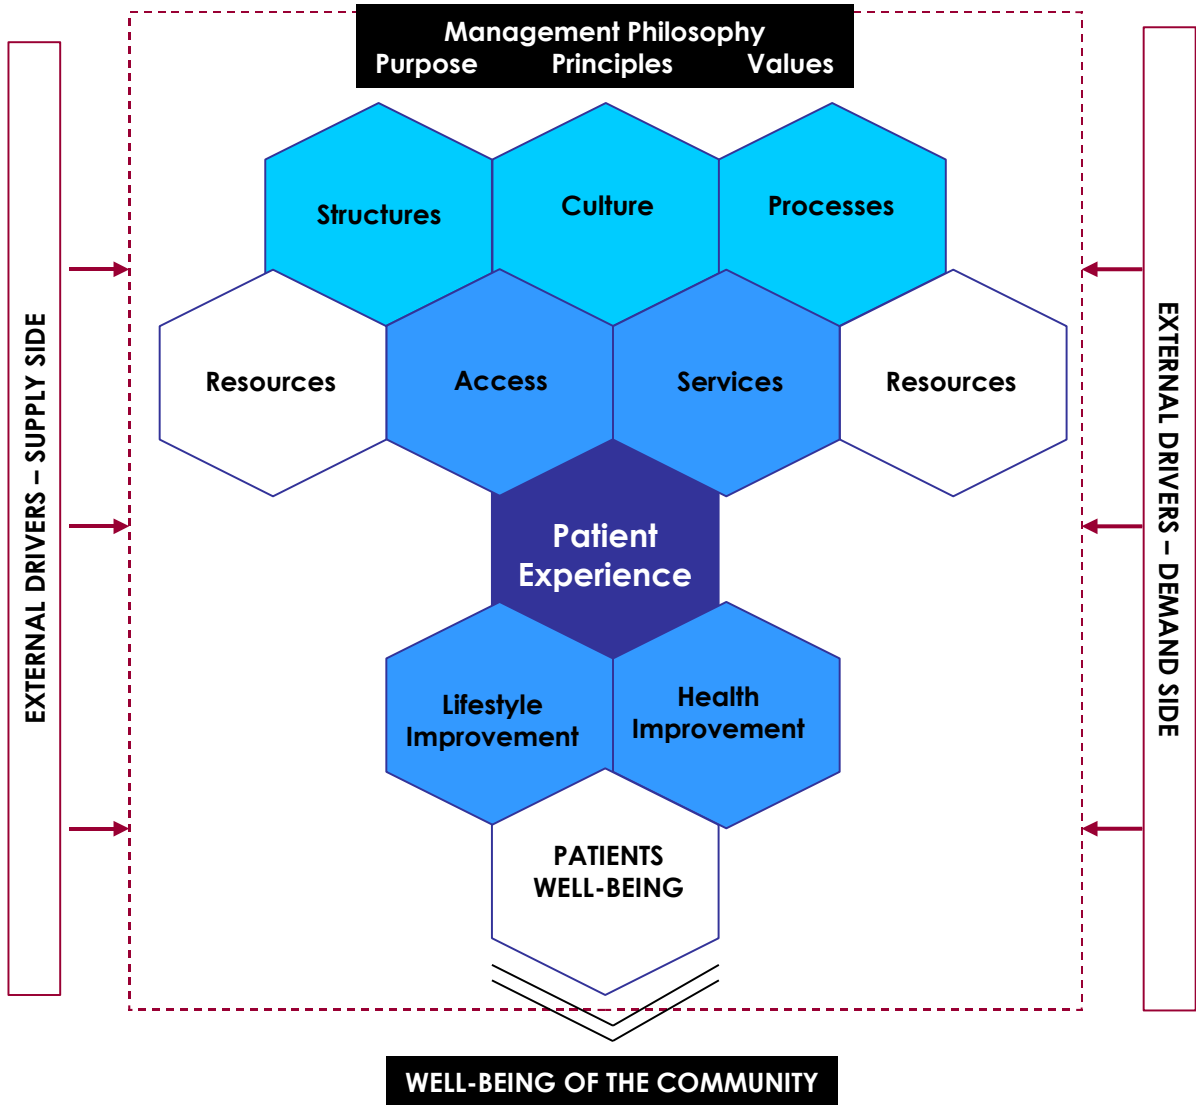 Management Philosophy
Purpose Principles Values
Structures
Culture
Processes
Resources
Access
Services
Resources
Patient
Experience
Lifestyle
Improvement
Health
Improvement
PATIENTS
WELL-BEING
WELL-BEING OF THE COMMUNITY
EXTERNAL DRIVERS – SUPPLY SIDE
EXTERNAL DRIVERS – DEMAND SIDE